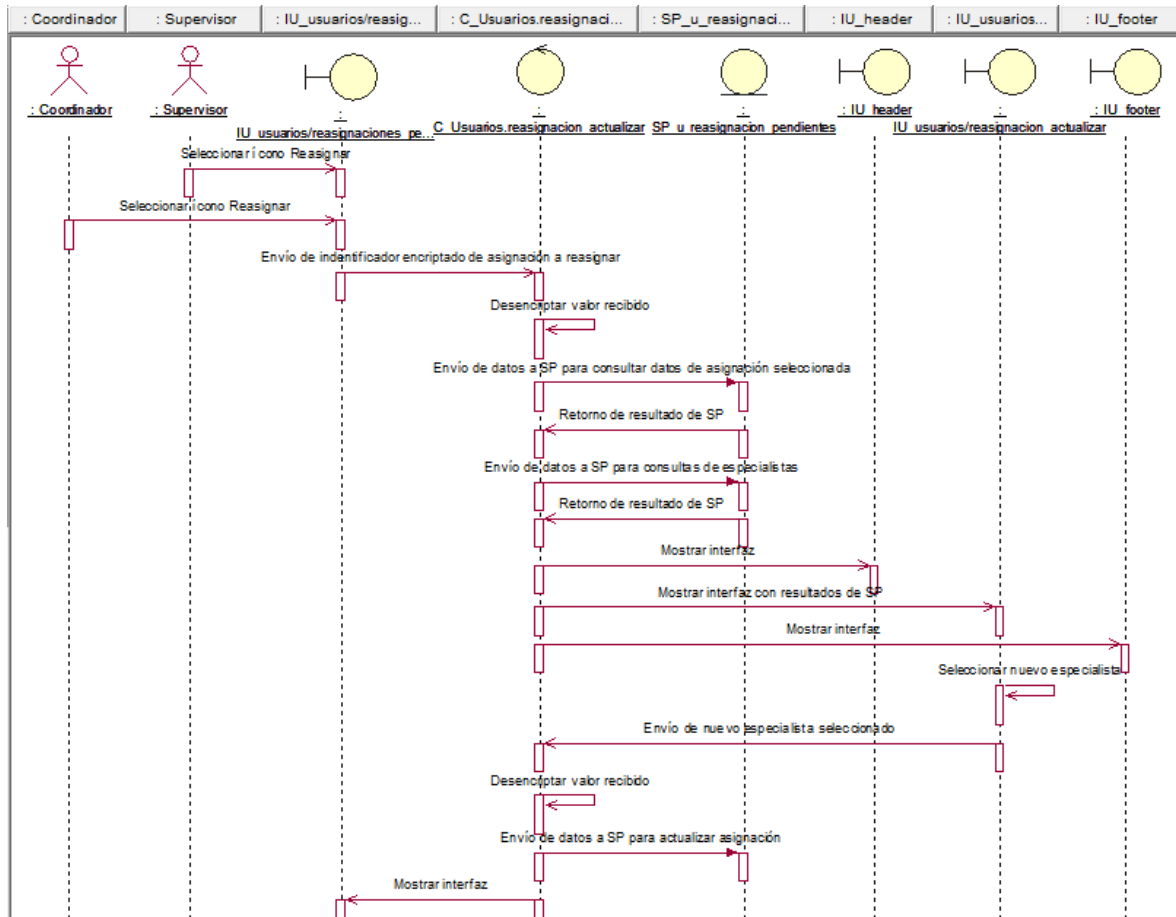 : Coordinador
: Supervisor
: IU_usuarios/reasig...
: C_Usuarios.reasignaci...
: SP_u_reasignaci...
: IU_header
: IU_usuarios...
: IU_footer
: Coordinador
: Supervisor
:
IU_usuarios/reasignaciones_pe...
:
C_Usuarios.reasignacion_actualizar
:
SP_u_reasignacion_pendientes
: IU_header
:
IU_usuarios/reasignacion_actualizar
: IU_footer
Seleccionar ícono Reasignar
Seleccionar ícono Reasignar
Envío de indentificador encriptado de asignación a reasignar
Desencriptar valor recibido
Envío de datos a SP para consultar datos de asignación seleccionada
Retorno de resultado de SP
Envío de datos a SP para consultas de especialistas
Retorno de resultado de SP
Mostrar interfaz
Mostrar interfaz con resultados de SP
Mostrar interfaz
Seleccionar nuevo especialista
Envío de nuevo especialista seleccionado
Desencriptar valor recibido
Envío de datos a SP para actualizar asignación
Mostrar interfaz